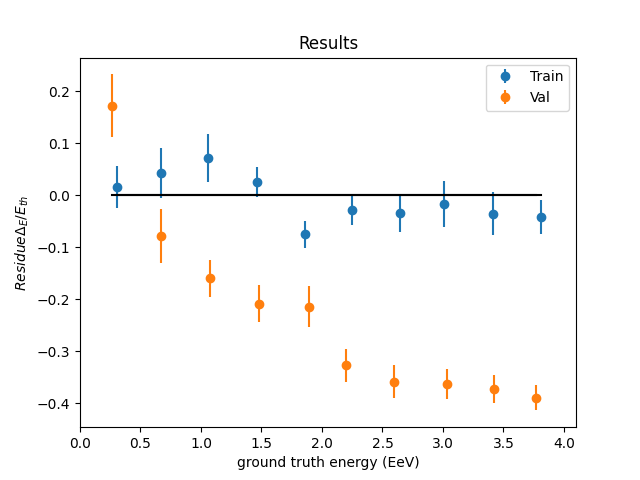 Results
Train
Val
0.2
0.1
0.0
−0.1
−0.2
−0.3
−0.4
ResidueΔ_E/E_th
0.0 0.5 1.0 1.5 2.0 2.5 3.0 3.5 4.0
ground truth energy (EeV)